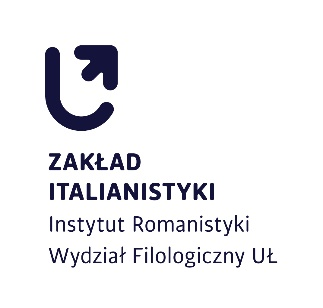 ZAKŁAD
ITALIANISTYKI
Instytut Romanistyki
Wydział Filologiczny UŁ